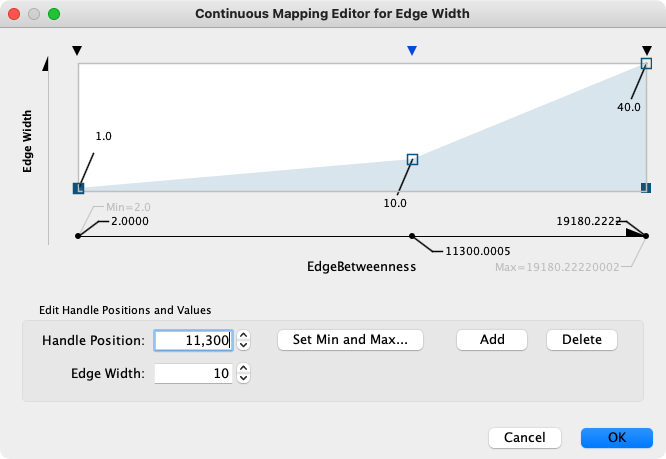 Continuous Mapping Editor for Edge Width
Edge Width
1.0
10.0
40.0
Min=2.0
2.0000
19180.2222
11300.0005
EdgeBetweenness
Max=19180.22220002
Edit Handle Positions and Values
Handle Position: 11,300 Set Min and Max... Add Delete
Edge Width: 10
Cancel OK